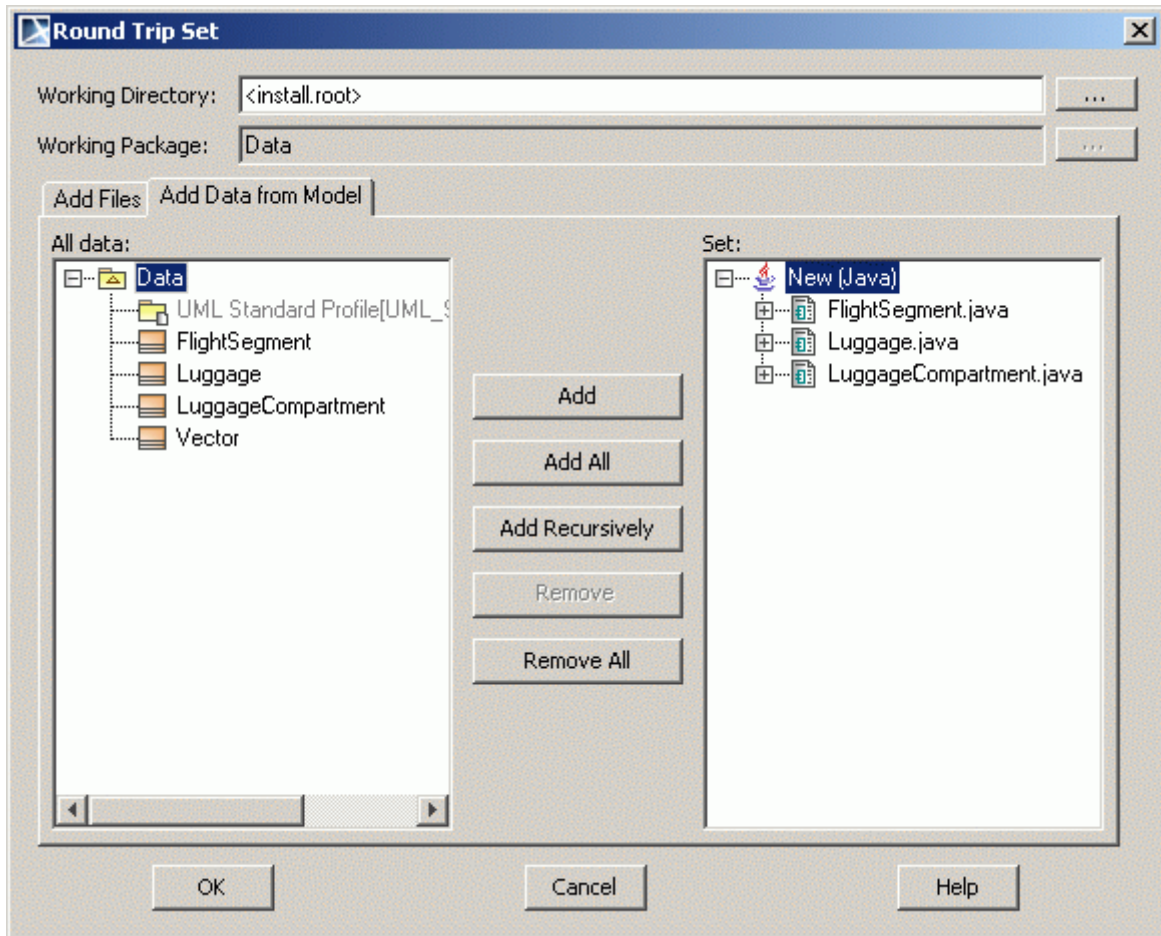 Round Trip Set
Working Directory: <install.root> ...
Working Package: Data ...
Add Files Add Data from Model
All data:
Data
UML Standard Profile[UML_S
FlightSegment
Luggage
LuggageCompartment
Vector
Add
Add All
Add Recursively
Remove
Remove All
Set:
New (Java)
FlightSegment.java
Luggage.java
LuggageCompartment.java
OK Cancel Help